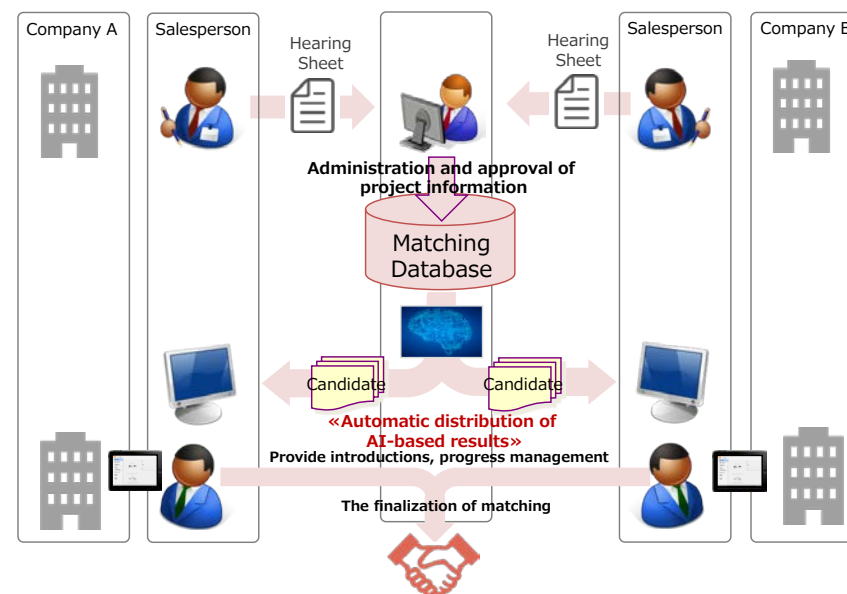 Company A
Salesperson
Hearing
Sheet
Hearing
Sheet
Salesperson
Company B
Administration and approval of
project information
Matching
Database
Candidate
Candidate
«Automatic distribution of
AI-based results»
Provide introductions, progress management
The finalization of matching